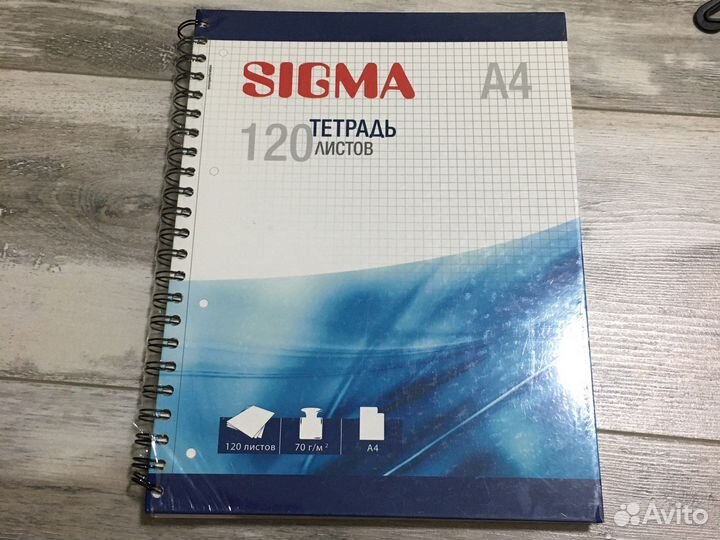 SIGMA
A4
ТЕТРАДЬ
120 ЛИСТОВ
120 листов
70 г/м²
A4
Avito